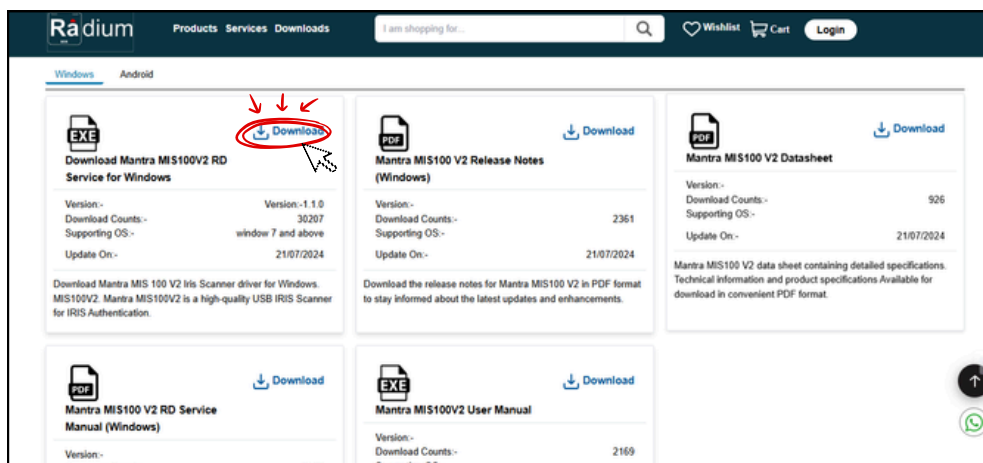 Radium
Products Services Downloads
I am shopping for...
Wishlist
Cart
Login
Windows
Android
EXE
Download
Download Mantra MIS100V2 RD
Service for Windows
Version:- Version:-1.1.0
Download Counts:- 30207
Supporting OS:- window 7 and above
Update On:- 21/07/2024
Download Mantra MIS 100 V2 Iris Scanner driver for Windows.
MIS100V2. Mantra MIS100V2 is a high-quality USB IRIS Scanner
for IRIS Authentication.
PDF
Download
Mantra MIS100 V2 Release Notes
(Windows)
Version:-
Download Counts:- 2361
Supporting OS:-
Update On:- 21/07/2024
Download the release notes for Mantra MIS100 V2 in PDF format
to stay informed about the latest updates and enhancements.
PDF
Download
Mantra MIS100 V2 Datasheet
Version:-
Download Counts:- 926
Supporting OS:-
Update On:- 21/07/2024
Mantra MIS100 V2 data sheet containing detailed specifications.
Technical information and product specifications Available for
download in convenient PDF format.
PDF
Download
Mantra MIS100 V2 RD Service
Manual (Windows)
Version:-
EXE
Download
Mantra MIS100V2 User Manual
Version:-
Download Counts:- 2169